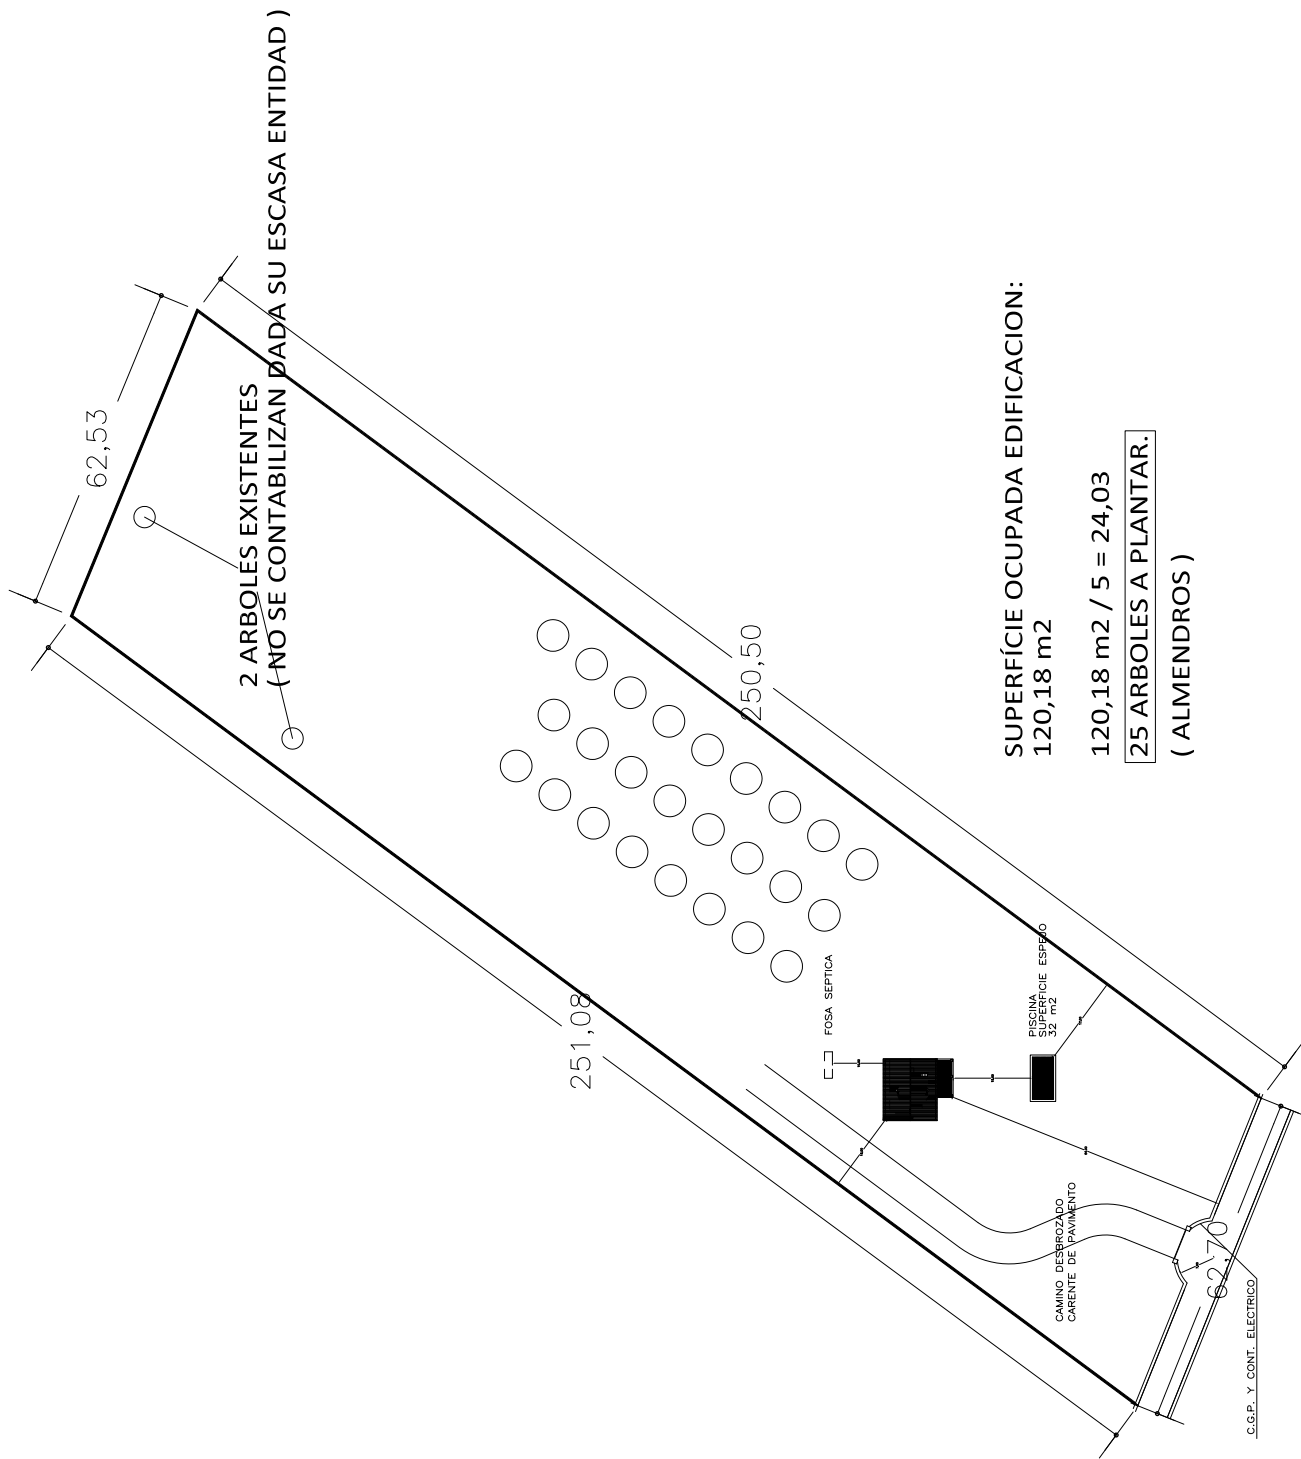 2 ARBOLES EXISTENTES
( NO SE CONTABILIZAN DADA SU ESCASA ENTIDAD )
62,53
250,50
251,08
62,70
SUPERFÍCIE OCUPADA EDIFICACION:
120,18 m2
120,18 m2 / 5 = 24,03
25 ARBOLES A PLANTAR.
( ALMENDROS )
FOSA SEPTICA
PISCINA
SUPERFICIE ESPEJO
32 m2
CAMINO DESBROZADO
CARENTE DE PAVIMENTO
C.G.P. Y CONT. ELECTRICO